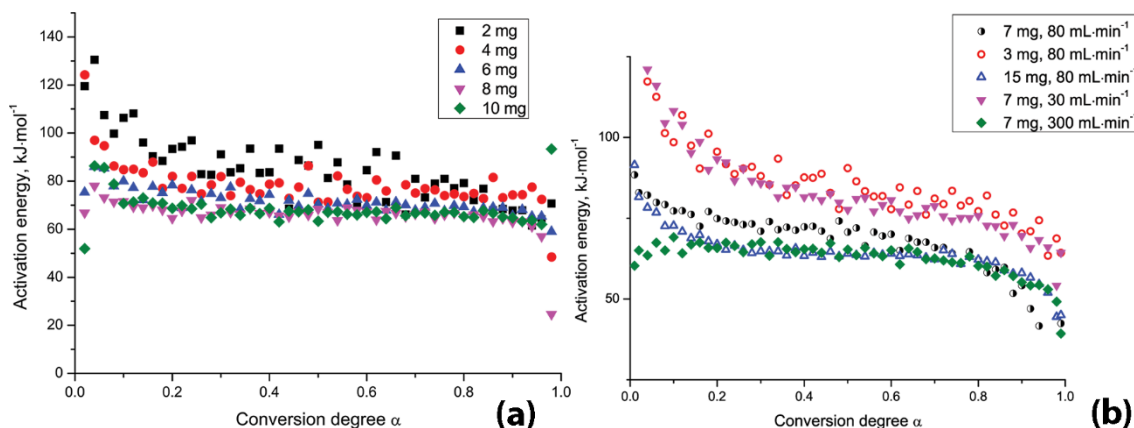 Activation energy, kJ·mol⁻¹
140
120
100
80
60
40
20
0
0.0 0.2 0.4 0.6 0.8 1.0
Conversion degree α
2 mg
4 mg
6 mg
8 mg
10 mg
(a)
Activation energy, kJ·mol⁻¹
100
50
0.0 0.2 0.4 0.6 0.8 1.0
Conversion degree α
7 mg, 80 mL·min⁻¹
3 mg, 80 mL·min⁻¹
15 mg, 80 mL·min⁻¹
7 mg, 30 mL·min⁻¹
7 mg, 300 mL·min⁻¹
(b)